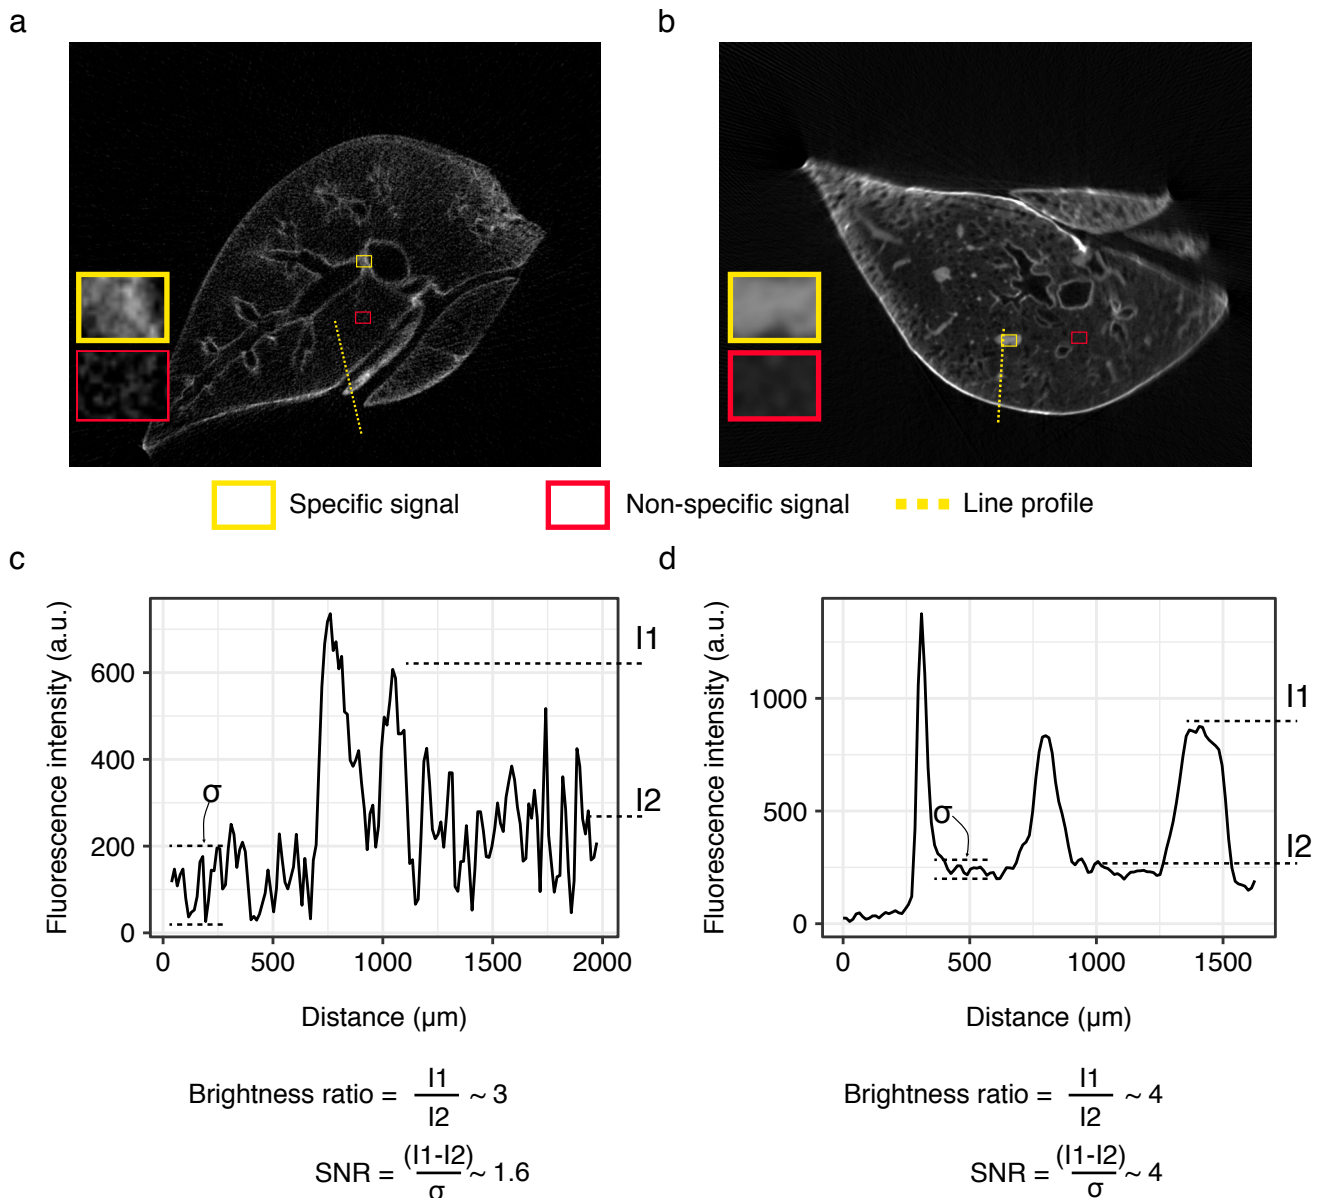 a
b
Specific signal
Non-specific signal
Line profile
c
d
Fluorescence intensity (a.u.)
600
400
200
0
0
500
1000
1500
2000
Distance (µm)
σ
I1
I2
Fluorescence intensity (a.u.)
1000
500
0
0
500
1000
1500
Distance (µm)
σ
I1
I2
Brightness ratio = I1/I2 ~ 3
SNR = (I1-I2)/σ ~ 1.6
Brightness ratio = I1/I2 ~ 4
SNR = (I1-I2)/σ ~ 4